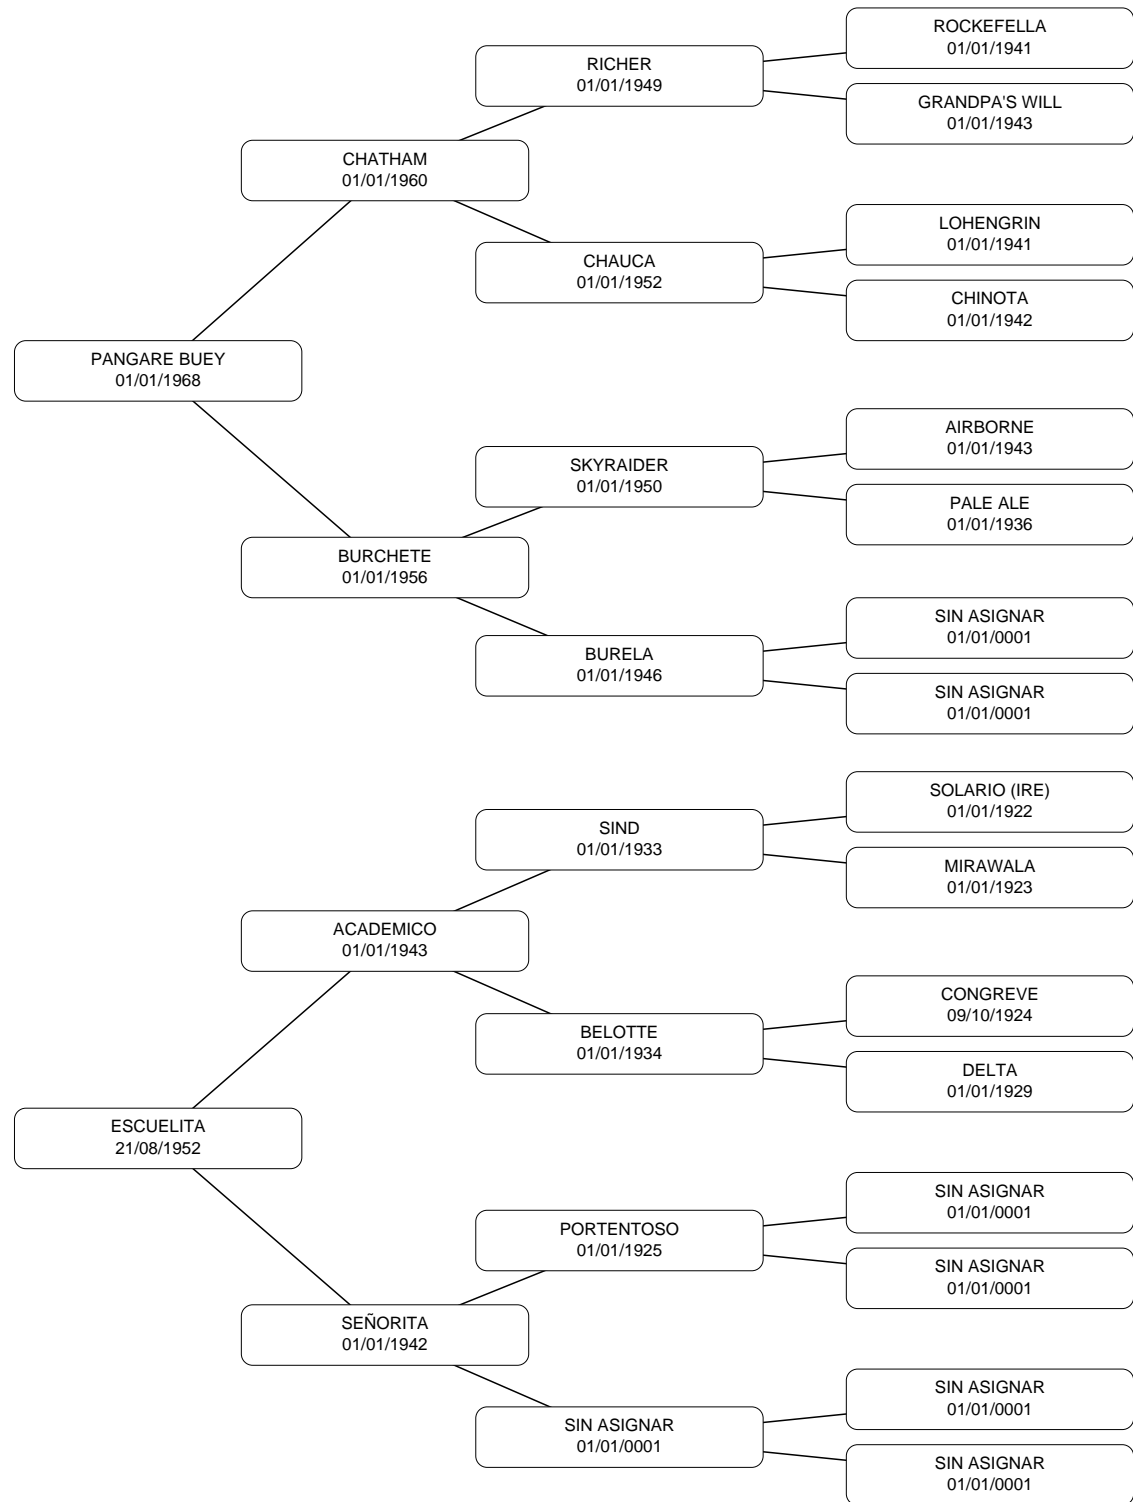 ROCKEFELLA
01/01/1941
RICHER
01/01/1949
GRANDPA'S WILL
01/01/1943
CHATHAM
01/01/1960
LOHENGRIN
01/01/1941
CHAUCA
01/01/1952
CHINOTA
01/01/1942
PANGARE BUEY
01/01/1968
AIRBORNE
01/01/1943
SKYRAIDER
01/01/1950
PALE ALE
01/01/1936
BURCHETE
01/01/1956
SIN ASIGNAR
01/01/0001
BURELA
01/01/1946
SIN ASIGNAR
01/01/0001
SOLARIO (IRE)
01/01/1922
SIND
01/01/1933
MIRAWALA
01/01/1923
ACADEMICO
01/01/1943
CONGREVE
09/10/1924
BELOTTE
01/01/1934
DELTA
01/01/1929
ESCUELITA
21/08/1952
SIN ASIGNAR
01/01/0001
PORTENTOSO
01/01/1925
SIN ASIGNAR
01/01/0001
SEÑORITA
01/01/1942
SIN ASIGNAR
01/01/0001
SIN ASIGNAR
01/01/0001
SIN ASIGNAR
01/01/0001